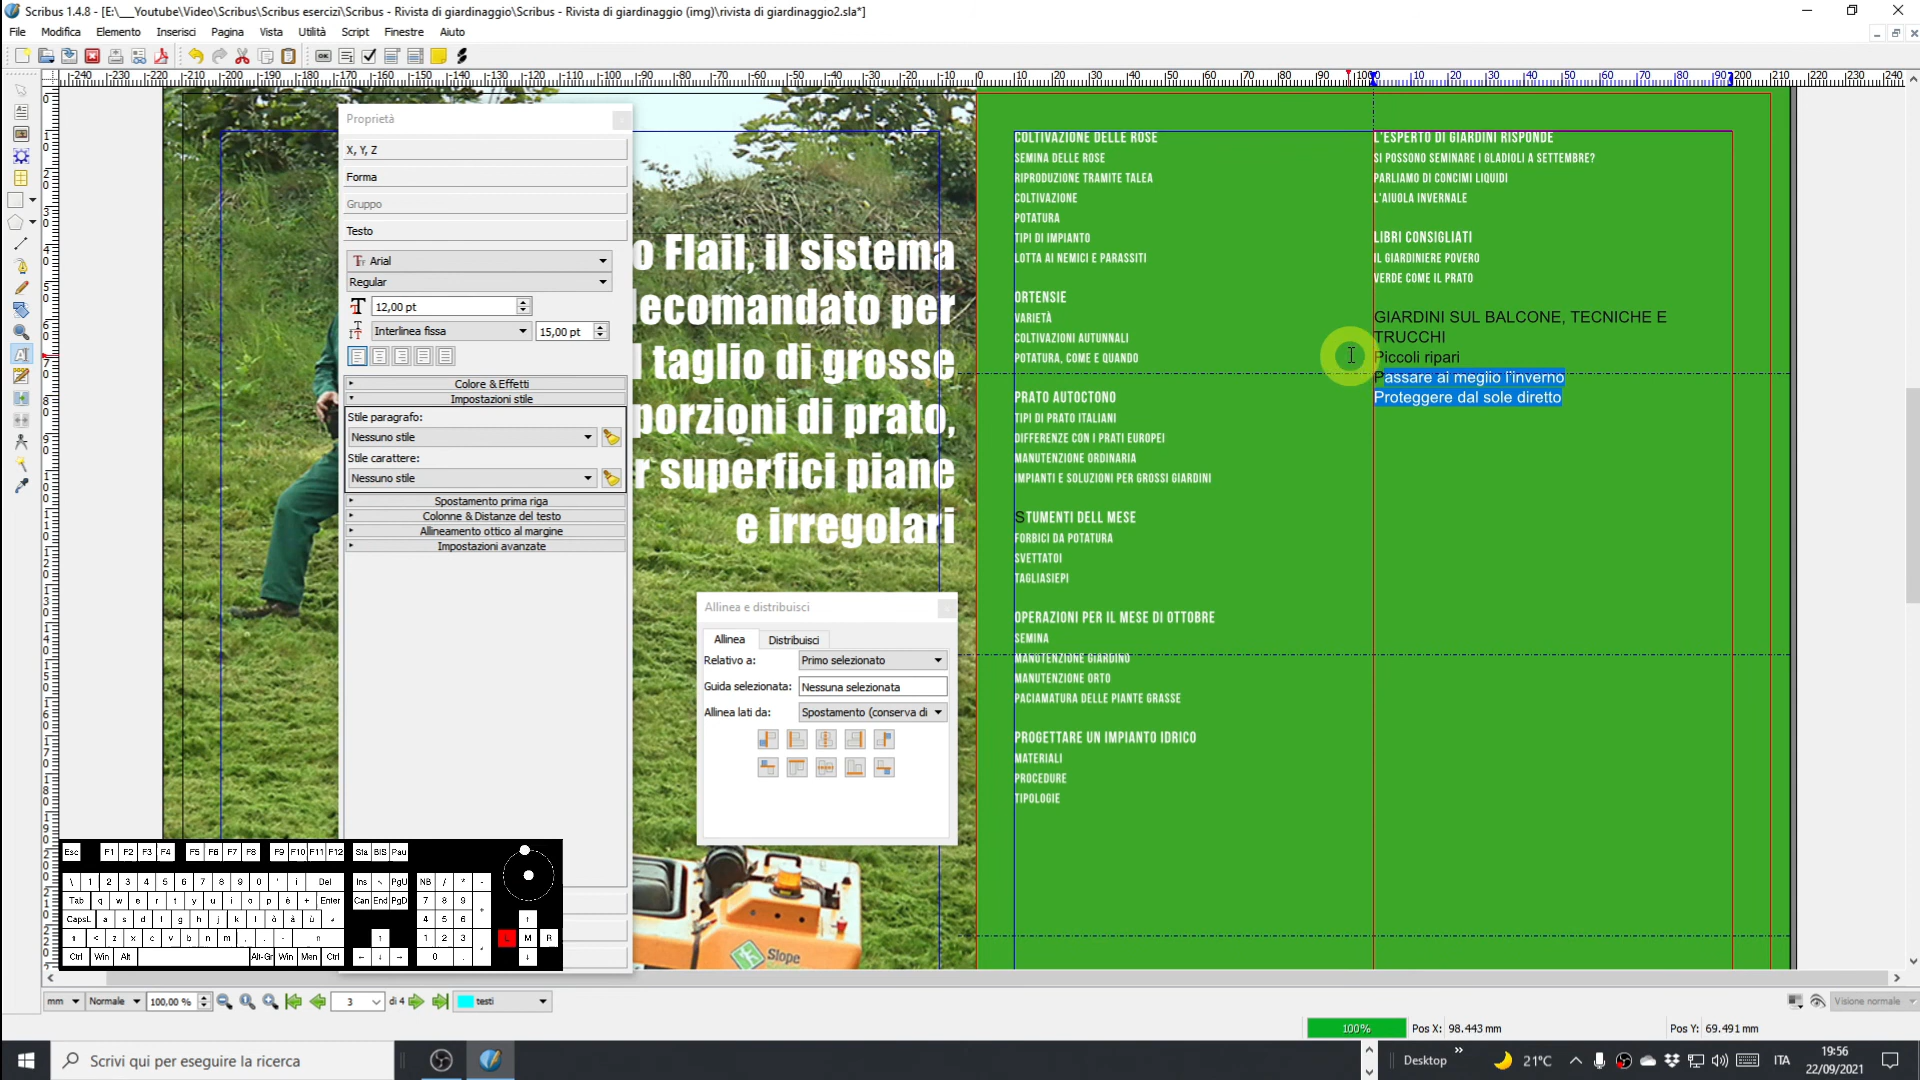 Scribus 1.4.8 - [E:\___Youtube\Video\Scribus\Scribus esercizi\Scribus - Rivista di giardinaggio\Scribus - Rivista di giardinaggio (img)\rivista di giardinaggio2.sla*]
File Modifica Elemento Inserisci Pagina Vista Utilità Script Finestre Aiuto
Proprietà
X, Y, Z
Forma
Gruppo
Testo
Arial
Regular
12,00 pt
Interlinea fissa 15,00 pt
Colore & Effetti
Impostazioni stile
Stile paragrafo:
Nessuno stile
Stile carattere:
Nessuno stile
Spostamento prima riga
Colonne & Distanze del testo
Allineamento ottico al margine
Impostazioni avanzate
o Flail, il sistema
ecomandato per
l taglio di grosse
porzioni di prato,
r superfici piane
e irregolari
Allinea e distribuisci
Allinea Distribuisci
Relativo a: Primo selezionato
Guida selezionata: Nessuna selezionata
Allinea lati da: Spostamento (conserva di
Slope
COLTIVAZIONE DELLE ROSE
SEMINA DELLE ROSE
RIPRODUZIONE TRAMITE TALEA
COLTIVAZIONE
POTATURA
TIPI DI IMPIANTO
LOTTA AI NEMICI E PARASSITI
ORTENSIE
VARIETÀ
COLTIVAZIONI AUTUNNALI
POTATURA, COME E QUANDO
PRATO AUTOCTONO
TIPI DI PRATO ITALIANI
DIFFERENZE CON I PRATI EUROPEI
MANUTENZIONE ORDINARIA
IMPIANTI E SOLUZIONI PER GROSSI GIARDINI
STUMENTI DELL MESE
FORBICI DA POTATURA
SVETTATOI
TAGLIASIEPI
OPERAZIONI PER IL MESE DI OTTOBRE
SEMINA
MANUTENZIONE GIARDINO
MANUTENZIONE ORTO
PACIAMATURA DELLE PIANTE GRASSE
PROGETTARE UN IMPIANTO IDRICO
MATERIALI
PROCEDURE
TIPOLOGIE
L'ESPERTO DI GIARDINI RISPONDE
SI POSSONO SEMINARE I GLADIOLI A SETTEMBRE?
PARLIAMO DI CONCIMI LIQUIDI
L'AIUOLA INVERNALE
LIBRI CONSIGLIATI
IL GIARDINIERE POVERO
VERDE COME IL PRATO
GIARDINI SUL BALCONE, TECNICHE E
TRUCCHI
Piccoli ripari
Passare ai meglio l'inverno
Proteggere dal sole diretto
mm Normale 100,00 % 3 di 4 testi Visione normale
100% Pos X: 98.443 mm Pos Y: 69.491 mm
Scrivi qui per eseguire la ricerca
Desktop 21°C ITA 19:56
22/09/2021